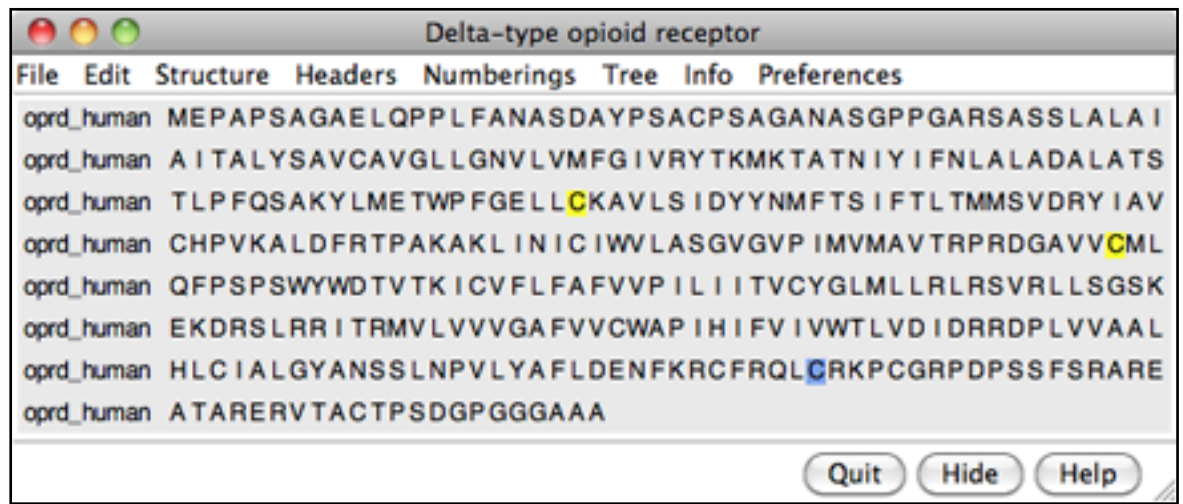 Delta-type opioid receptor
File Edit Structure Headers Numberings Tree Info Preferences
oprd_human MEPAPSAGAELQPPLFANASDAYPSACPSAGANASGPPGARSASSLALAI
oprd_human AITALYSAVCAVGLLGNVLVMFGIVRYTKMKTATNIYIFNLALADALATS
oprd_human TLPFQSAKYLMETWPFGELLCKAVLSIDYYNMFTSIFTLTMMSVDRYIAV
oprd_human CHPVKALDFRTPAKAKLINICIWVLASGVGVPIMVMAVTRPRDGAVVCML
oprd_human QFPSPSWYWDTVTKICVFLFAFVVPILIITVCYGLMLLRLRSVRLLSGSK
oprd_human EKDRSLRRITRMVLVVVGAFVVCWAPIHIFVIVWTLVDIDRRDPLVVAAL
oprd_human HLCIALGYANSSLNPVLYAFLDENFKRCFRQLCRKPCGRPDPSSFSRARE
oprd_human ATARERVTACTPSDGPGGGAAA
Quit Hide Help